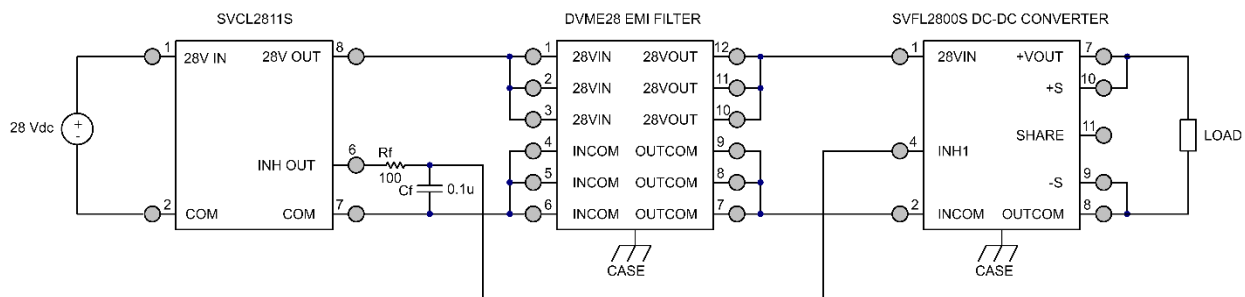 SVCL2811S
DVME28 EMI FILTER
SVFL2800S DC-DC CONVERTER
1 28V IN 28V OUT 8
1 28VIN 28VOUT 12
1 28VIN +VOUT 7
2 28VIN 28VOUT 11
+S 10
3 28VIN 28VOUT 10
28 Vdc + -
SHARE 11
LOAD
INH OUT 6
Rf
100
4 INCOM OUTCOM 9
4 INH1
Cf 0.1u
5 INCOM OUTCOM 8
-S 9
2 COM COM 7
6 INCOM OUTCOM 7
2 INCOM OUTCOM 8
CASE
CASE